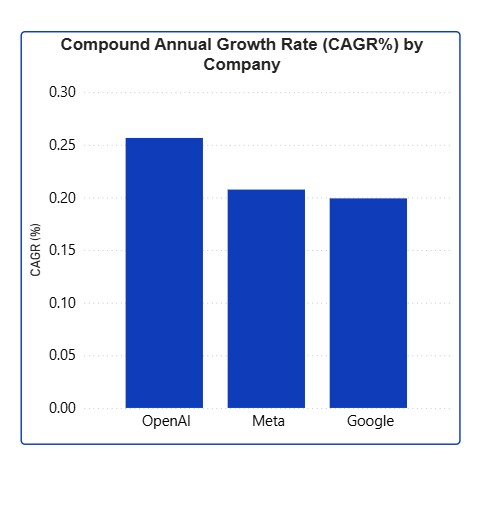 Compound Annual Growth Rate (CAGR%) by
Company
0.30
0.25
0.20
0.15
0.10
0.05
0.00
CAGR (%)
OpenAI
Meta
Google